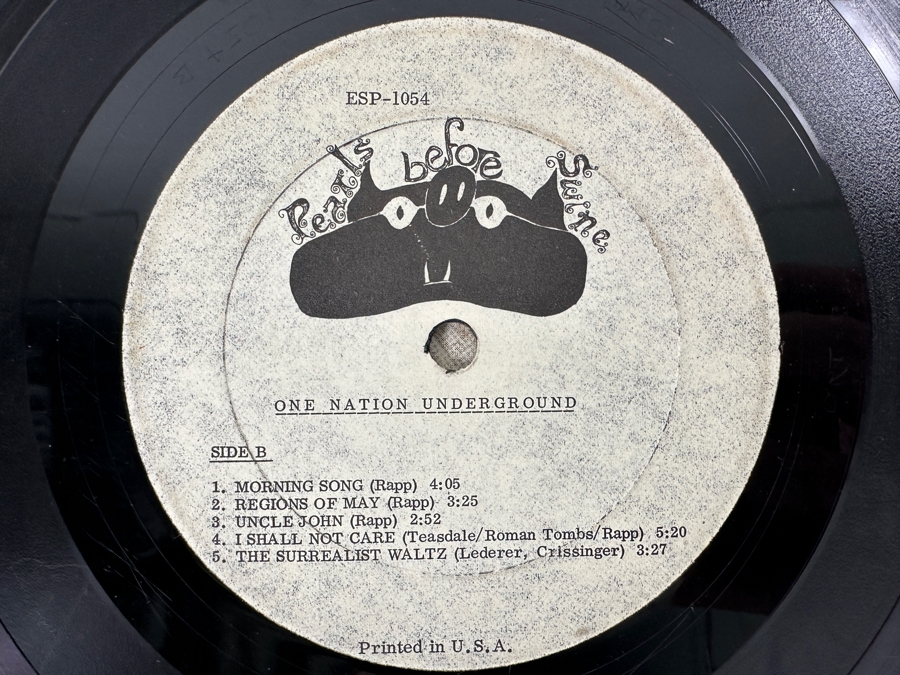 ESP-1054
Pearls before Swine
ONE NATION UNDERGROUND
SIDE B
1. MORNING SONG (Rapp) 4:05
2. REGIONS OF MAY (Rapp) 3:25
3. UNCLE JOHN (Rapp) 2:52
4. I SHALL NOT CARE (Teasdale/Roman Tombs/Rapp) 5:20
5. THE SURREALIST WALTZ (Lederer, Crissinger) 3:27
Printed in U.S.A.